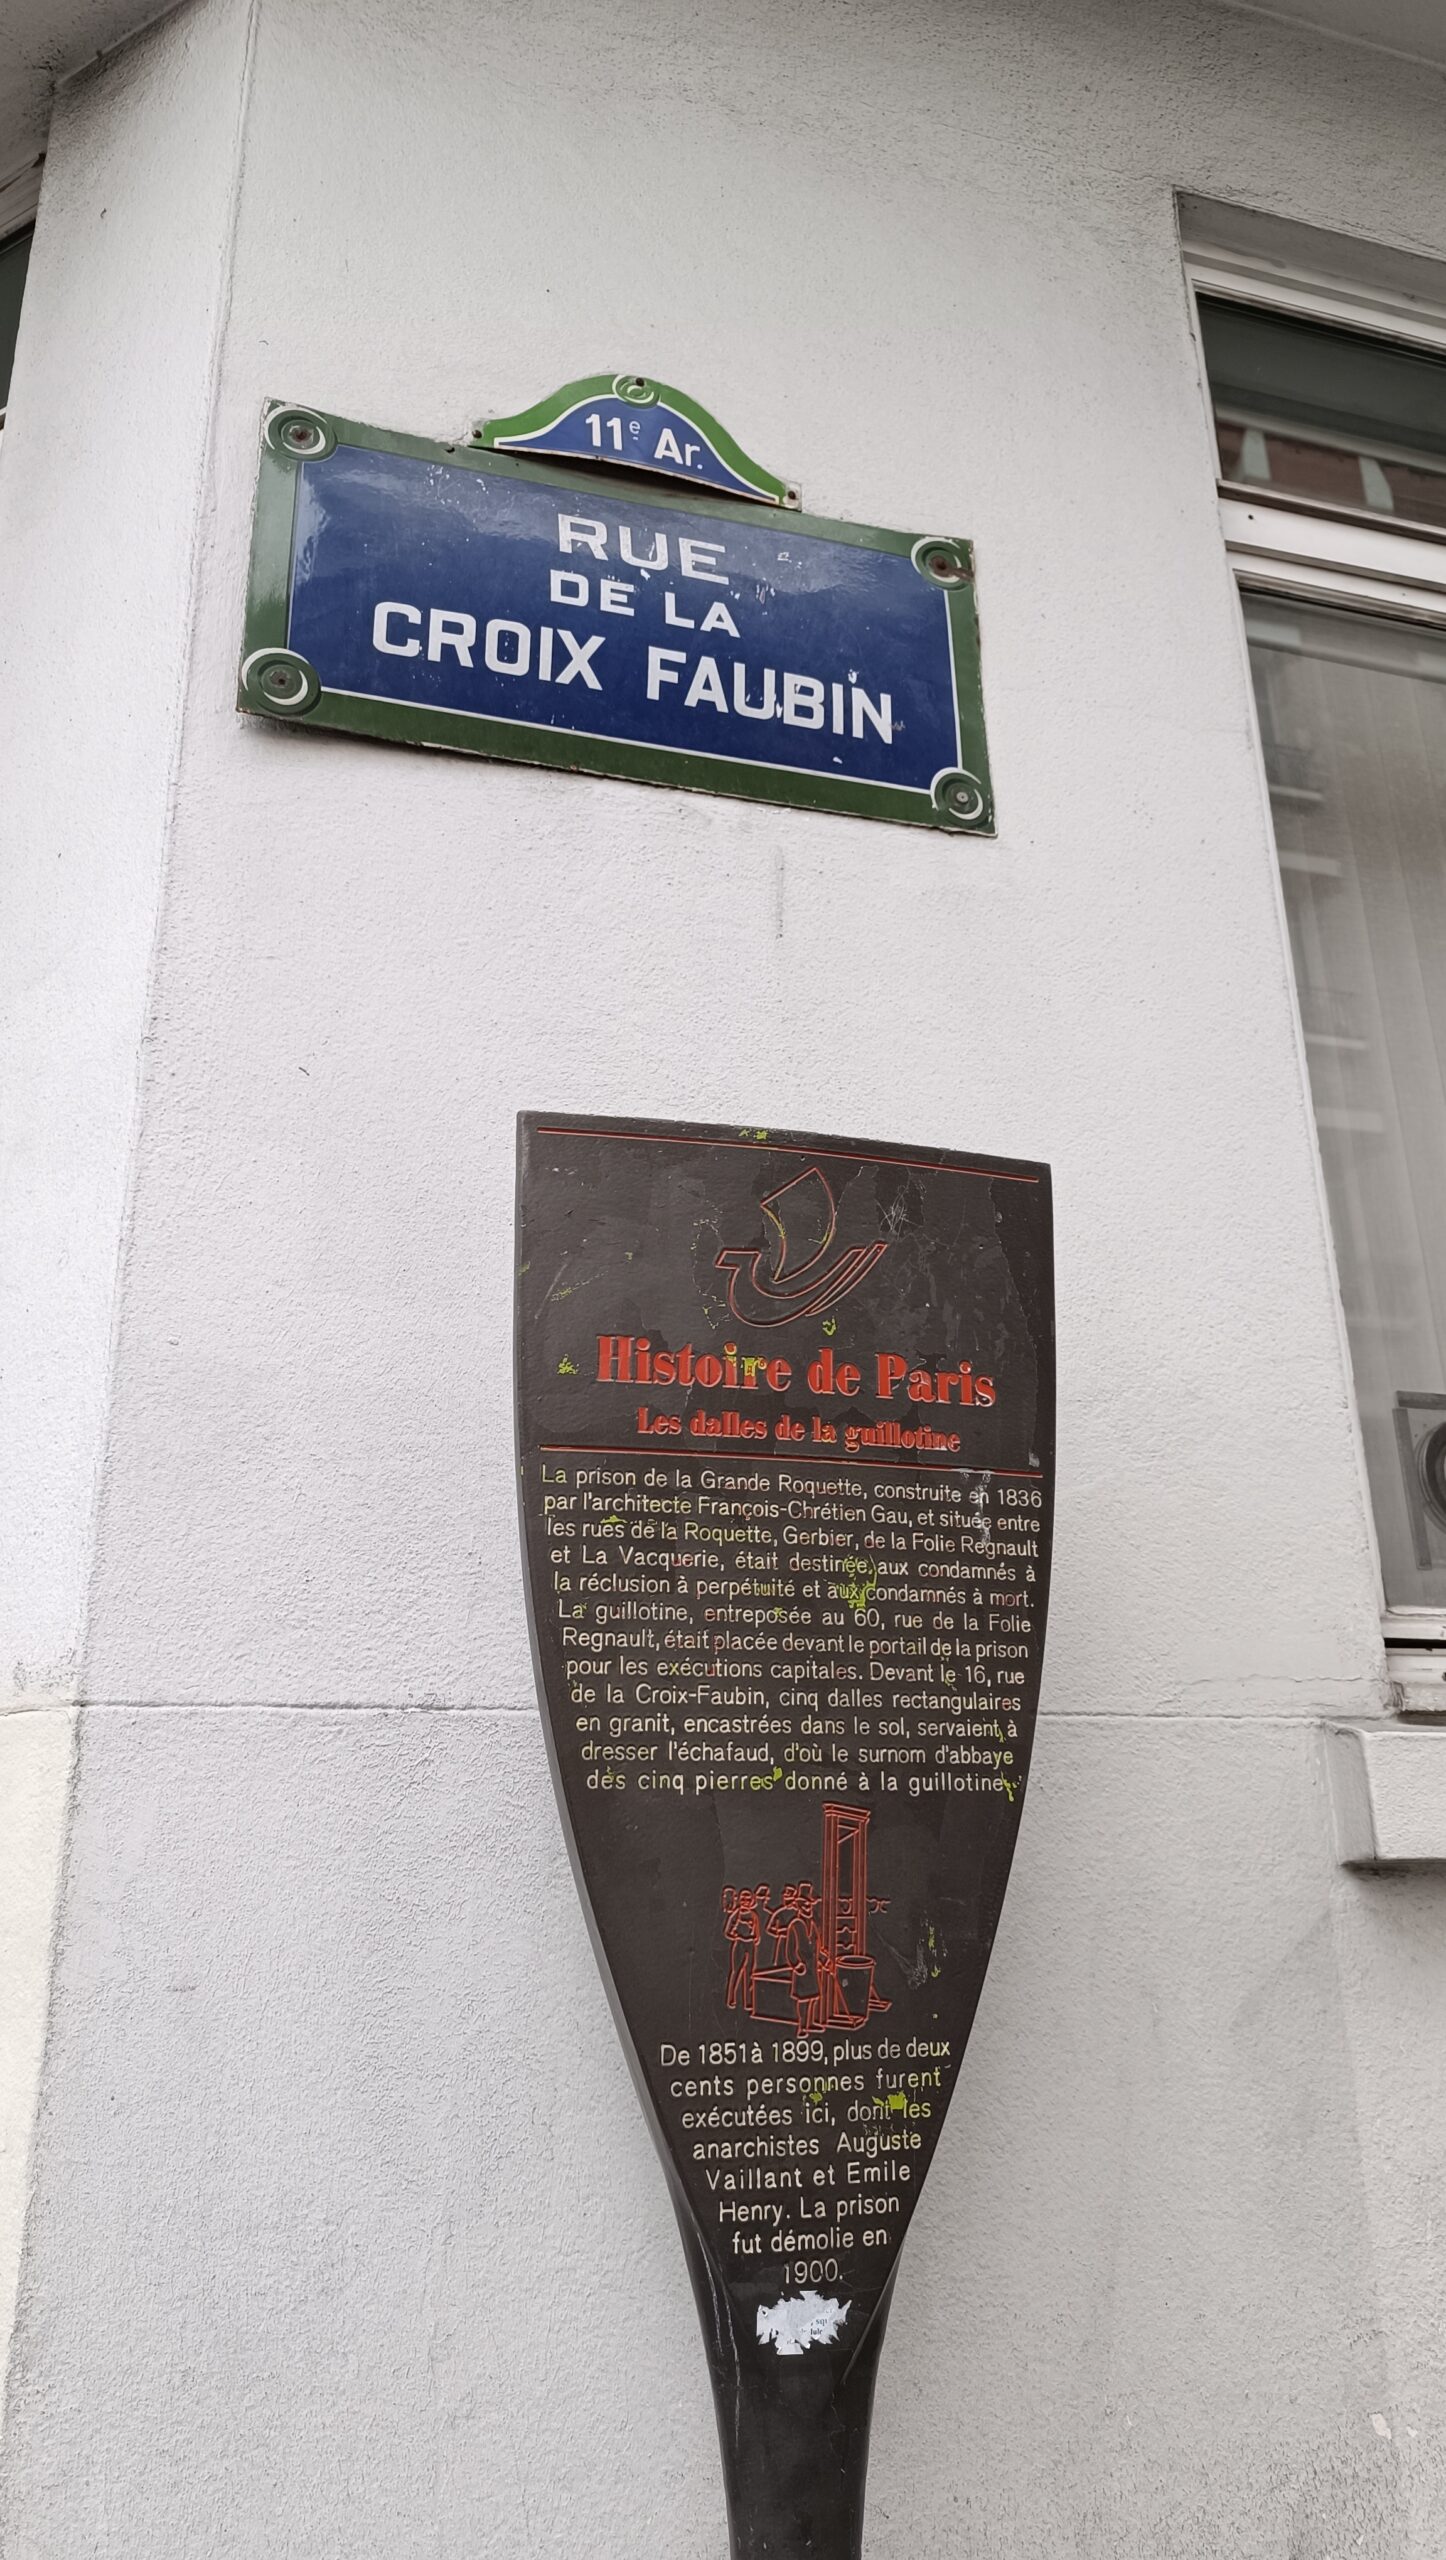 11e Ar.
RUE
DE LA
CROIX FAUBIN
Histoire de Paris
Les dalles de la guillotine
La prison de la Grande Roquette, construite en 1836
par l'architecte François-Chrétien Gau, et située entre
les rues de la Roquette, Gerbier, de la Folie Regnault
et La Vacquerie, était destinée aux condamnés à
la réclusion à perpétuité et aux condamnés à mort.
La guillotine, entreposée au 60, rue de la Folie
Regnault, était placée devant le portail de la prison
pour les exécutions capitales. Devant le 16, rue
de la Croix-Faubin, cinq dalles rectangulaires
en granit, encastrées dans le sol, servaient à
dresser l'échafaud, d'où le surnom d'abbaye
des cinq pierres donné à la guillotine.
De 1851 à 1899, plus de deux
cents personnes furent
exécutées ici, dont les
anarchistes Auguste
Vaillant et Emile
Henry. La prison
fut démolie en
1900.